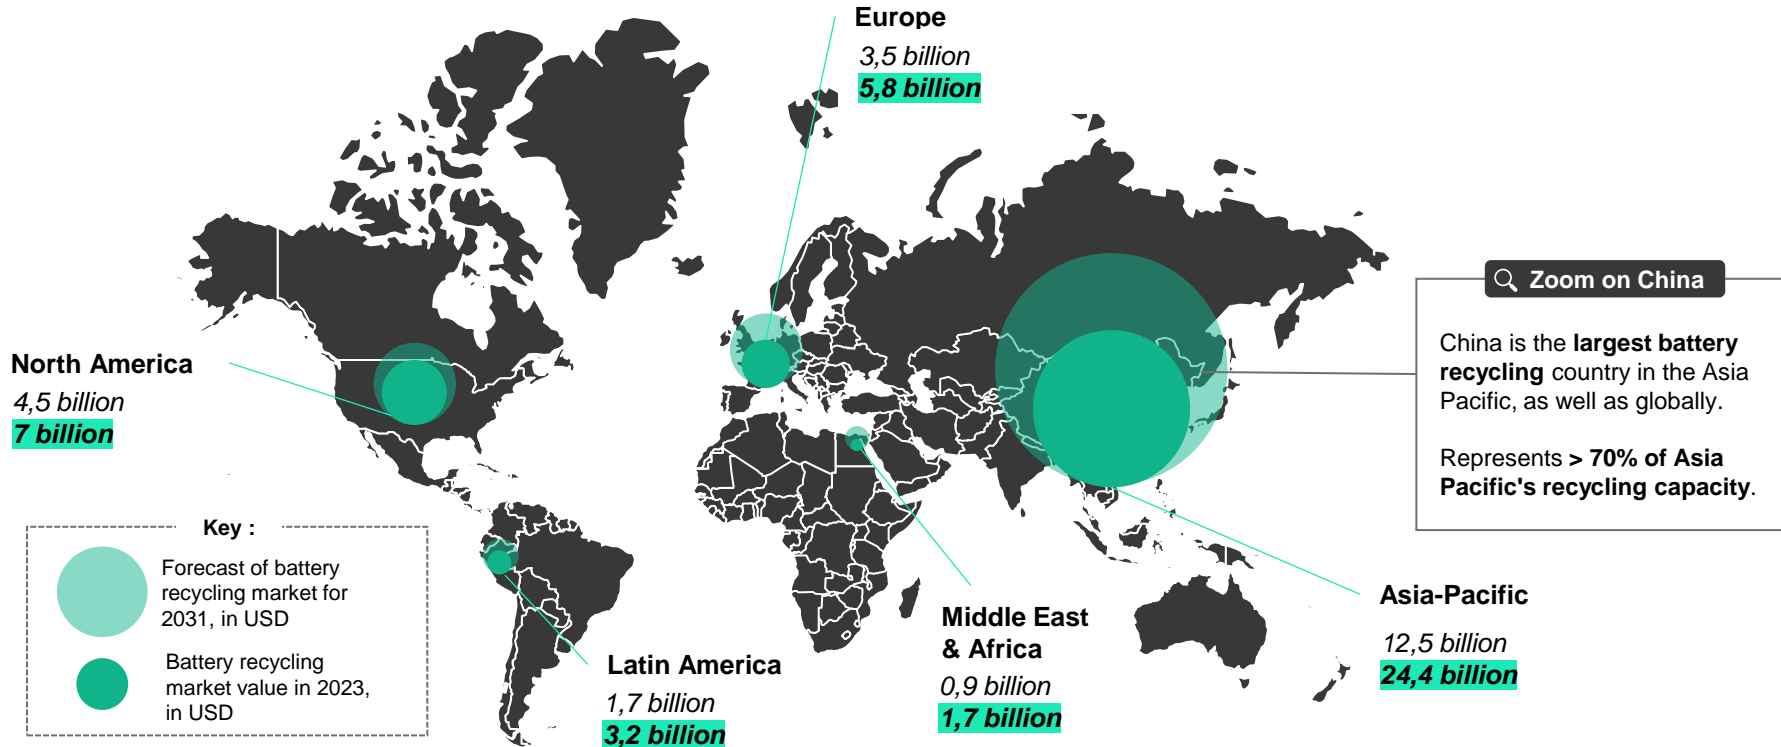 Europe
3,5 billion
5,8 billion
North America
4,5 billion
7 billion
Zoom on China
China is the largest battery
recycling country in the Asia
Pacific, as well as globally.
Represents > 70% of Asia
Pacific's recycling capacity.
Key :
Forecast of battery
recycling market for
2031, in USD
Battery recycling
market value in 2023,
in USD
Latin America
1,7 billion
3,2 billion
Middle East
& Africa
0,9 billion
1,7 billion
Asia-Pacific
12,5 billion
24,4 billion